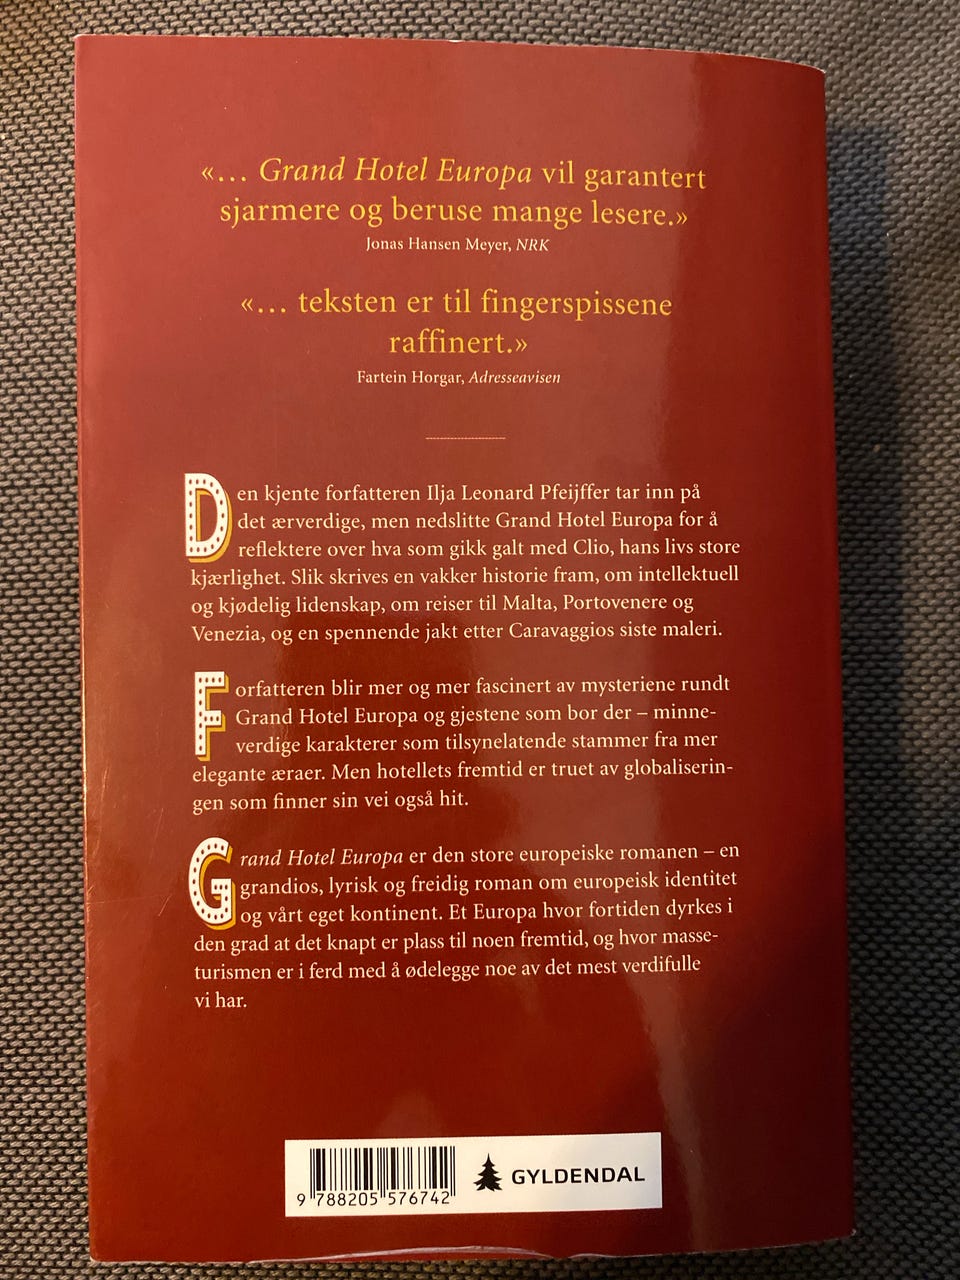 «… Grand Hotel Europa vil garantert
sjarmere og beruse mange lesere.»
Jonas Hansen Meyer, NRK
«… teksten er til fingerspissene
raffinert.»
Fartein Horgar, Adresseavisen
Den kjente forfatteren Ilja Leonard Pfeijffer tar inn på
det ærverdige, men nedslitte Grand Hotel Europa for å
reflektere over hva som gikk galt med Clio, hans livs store
kjærlighet. Slik skrives en vakker historie fram, om intellektuell
og kjødelig lidenskap, om reiser til Malta, Portovenere og
Venezia, og en spennende jakt etter Caravaggios siste maleri.
Forfatteren blir mer og mer fascinert av mysteriene rundt
Grand Hotel Europa og gjestene som bor der – minne-
verdige karakterer som tilsynelatende stammer fra mer
elegante æraer. Men hotellets fremtid er truet av globaliserin-
gen som finner sin vei også hit.
Grand Hotel Europa er den store europeiske romanen – en
grandios, lyrisk og freidig roman om europeisk identitet
og vårt eget kontinent. Et Europa hvor fortiden dyrkes i
den grad at det knapt er plass til noen fremtid, og hvor masse-
turismen er i ferd med å ødelegge noe av det mest verdifulle
vi har.
9 788205 576742
GYLDENDAL